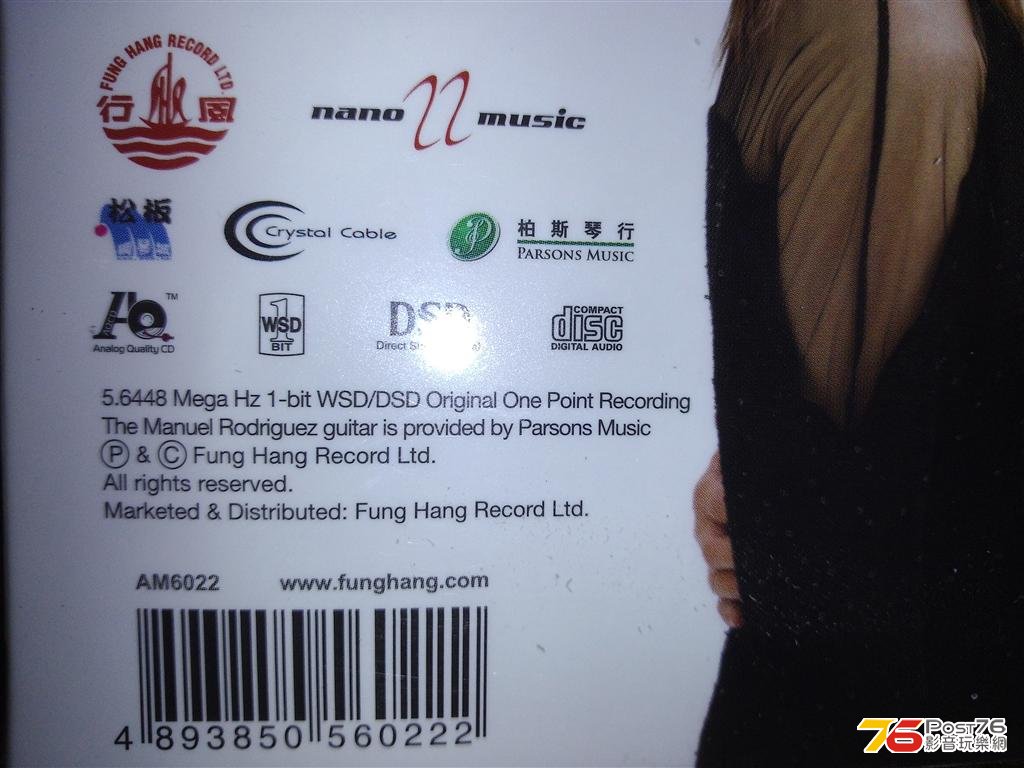 FUNG HANG RECORD LTD.
行 風
nano music
松板
Crystal Cable
柏斯琴行
PARSONS MUSIC
AQ TM
Analog Quality CD
1
WSD
BIT
DSD
Direct
COMPACT
disc
DIGITAL AUDIO
5.6448 Mega Hz 1-bit WSD/DSD Original One Point Recording
The Manuel Rodriguez guitar is provided by Parsons Music
Ⓟ & Ⓒ Fung Hang Record Ltd.
All rights reserved.
Marketed & Distributed: Fung Hang Record Ltd.
AM6022 www.funghang.com
4 893850 560222
76 POST76
影音玩樂網